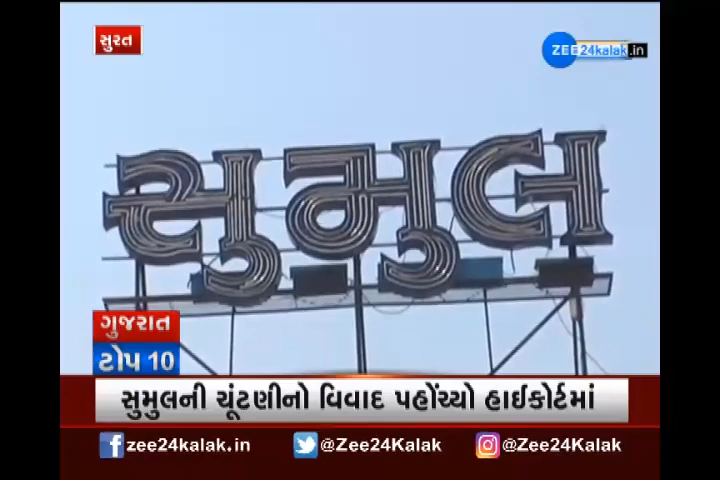 સુરત
ZEE24kalak.in
સુમુલ
ગુજરાત
ટોપ 10
સુમુલની ચૂંટણીનો વિવાદ પહોંચ્યો હાઈકોર્ટમાં
zee24kalak.in @Zee24Kalak @Zee24Kalak